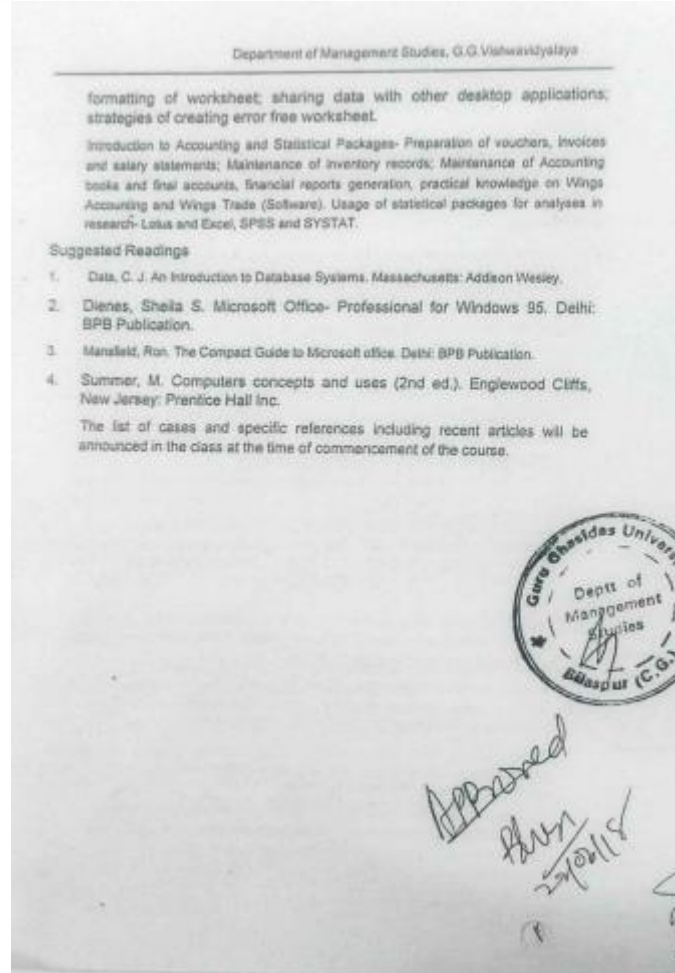 Department of Management Studies, G.G.Vishwavidyalaya
formatting of worksheet; sharing data with other desktop applications;
strategies of creating error free worksheet.
Introduction to Accounting and Statistical Packages- Preparation of vouchers, invoices
and salary statements; Maintenance of inventory records; Maintenance of Accounting
books and final accounts, financial reports generation, practical knowledge on Wings
Accounting and Wings Trade (Software). Usage of statistical packages for analyses in
research- Lotus and Excel, SPSS and SYSTAT.
Suggested Readings
1. Date, C. J. An Introduction to Database Systems. Massachusetts: Addison Wesley.
2. Dienes, Sheila S. Microsoft Office- Professional for Windows 95. Delhi:
BPB Publication.
3. Mansfield, Ron. The Compact Guide to Microsoft office. Delhi: BPB Publication.
4. Summer, M. Computers concepts and uses (2nd ed.). Englewood Cliffs,
New Jersey: Prentice Hall Inc.
The list of cases and specific references including recent articles will be
announced in the class at the time of commencement of the course.
Guru Ghasidas Univers
Deptt of
Management
Studies
Bilaspur (C.G.)
Approved